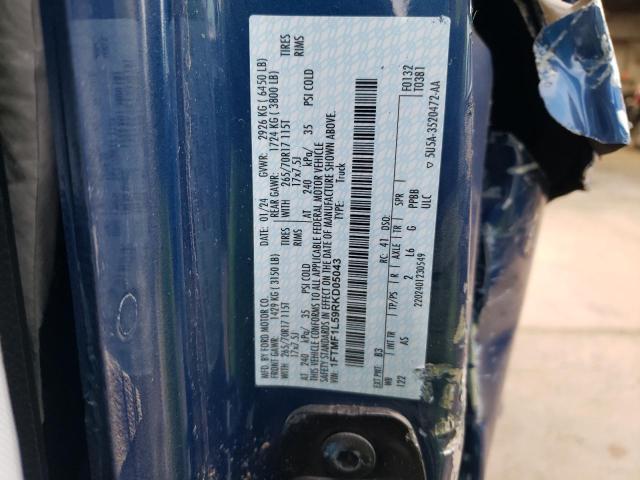 MFD. BY FORD MOTOR CO.
DATE: 01/24 GVWR: 2926 KG ( 6450 LB)
FRONT GAWR: 1429 KG ( 3150 LB) REAR GAWR: 1724 KG ( 3800 LB)
WITH 265/70R17 115T TIRES WITH 265/70R17 115T TIRES
17x7.5J RIMS 17x7.5J RIMS
AT 240 kPa/ 35 PSI COLD AT 240 kPa/ 35 PSI COLD
THIS VEHICLE CONFORMS TO ALL APPLICABLE FEDERAL MOTOR VEHICLE
SAFETY STANDARDS IN EFFECT ON THE DATE OF MANUFACTURE SHOWN ABOVE.
VIN: 1FTMF1L59RKD05043 TYPE: Truck
F0132
T0381
EXT PNT: B3 RC: 41 DSO:
WB INT TR TP/PS R AXLE TR SPR
122 AS 2 L6 G PPBB
2202401230549 ULC
5U5A-3520472-AA